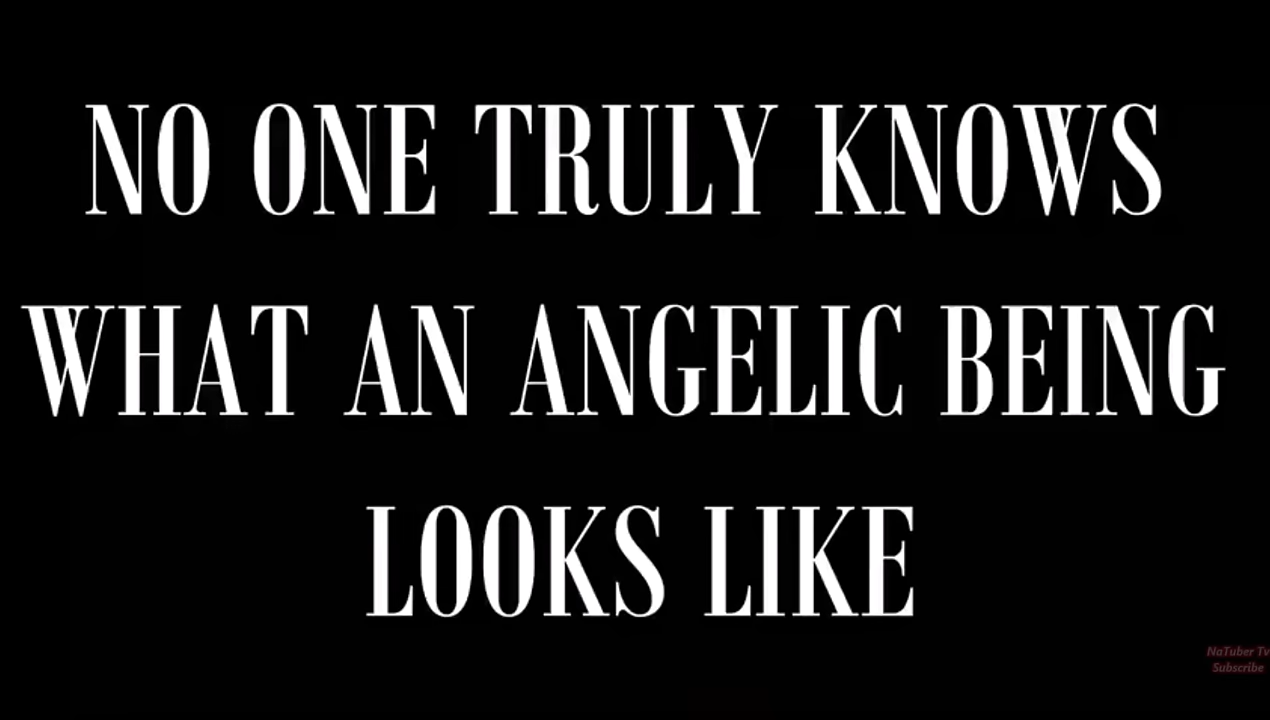 NO ONE TRULY KNOWS
WHAT AN ANGELIC BEING
LOOKS LIKE
NaTuber Tv
Subscribe